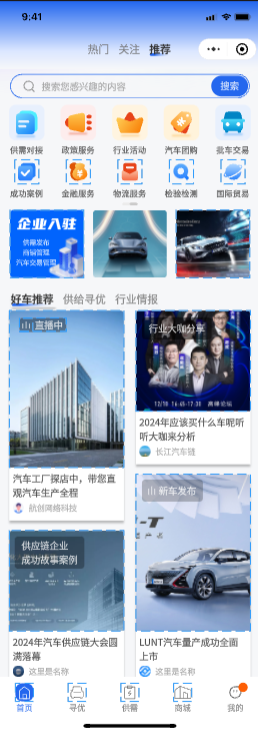 9:41
热门 关注 推荐
搜索您感兴趣的内容 搜索
供需对接 政策服务 行业活动 汽车团购 批车交易
成功案例 金融服务 物流服务 检验检测 国际贸易
企业入驻
供需发布
商桥管理
汽车交易管理
好车推荐 供给寻优 行业情报
直播中
汽车工厂探店中，带您直
观汽车生产全程
航创网络科技
行业大咖分享
12/18 16:45-17:30
2024年应该买什么车呢听
听大咖来分析
长江汽车链
供应链企业
成功故事案例
2024年汽车供应链大会圆
满落幕
这里是名称
新车发布
LUNT汽车量产成功全面
上市
这里是名称
首页 寻优 供需 商城 我的